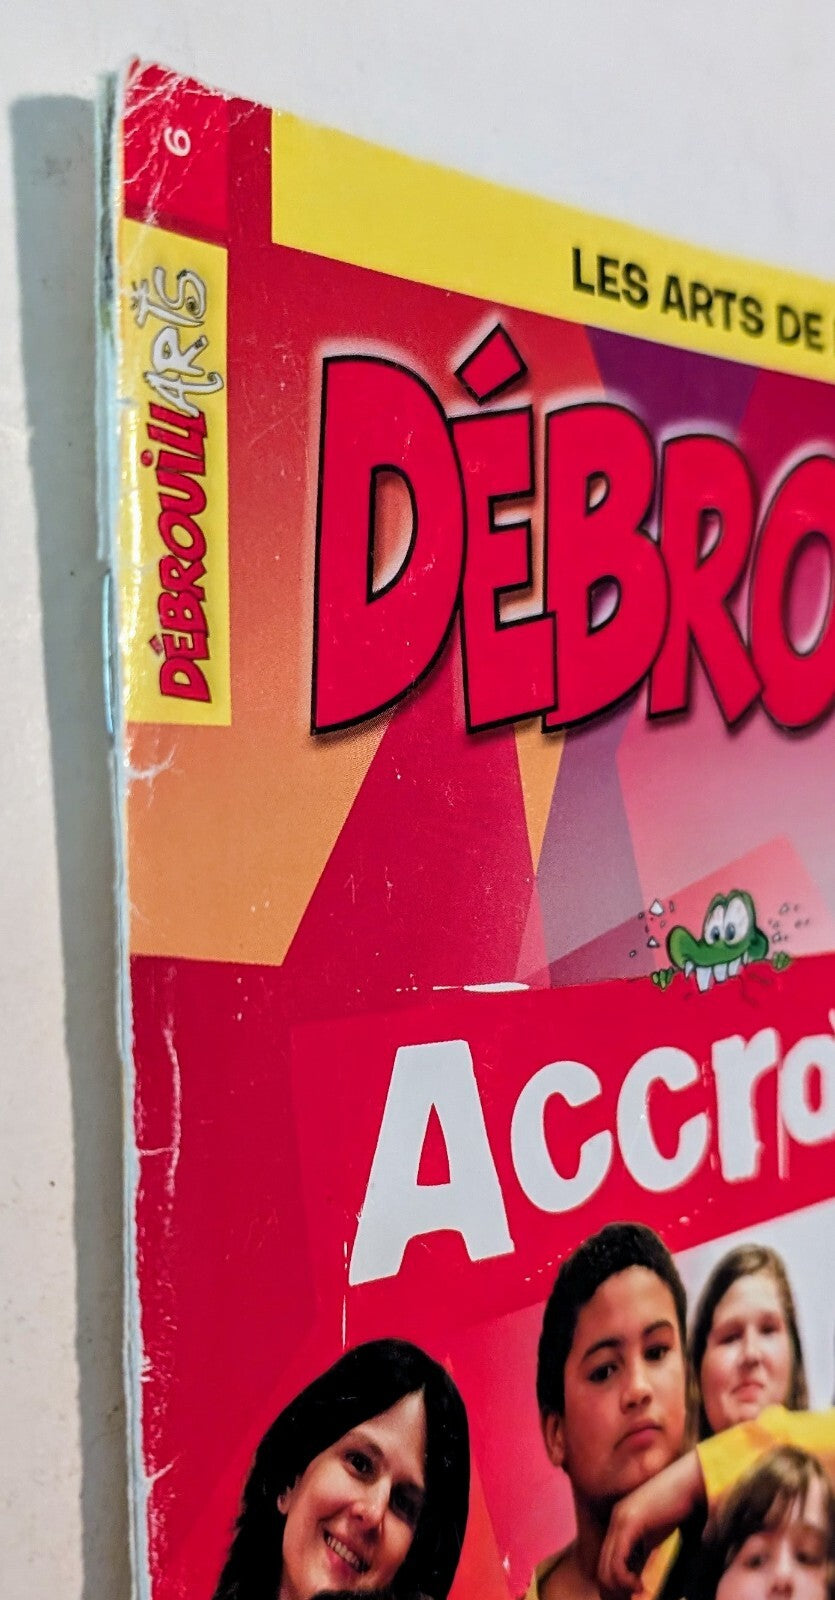 6
DÉBROUILLARTS
LES ARTS DE
DÉBRO
Accro